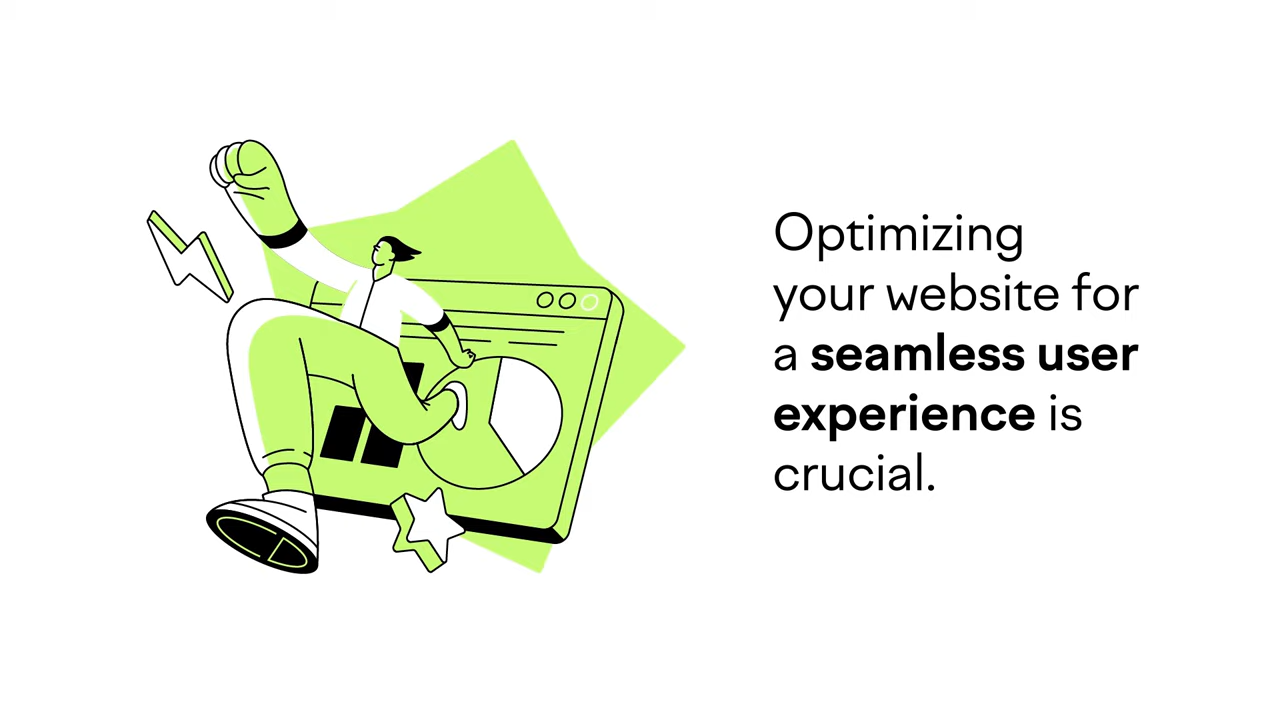 Optimizing
your website for
a seamless user
experience is
crucial.